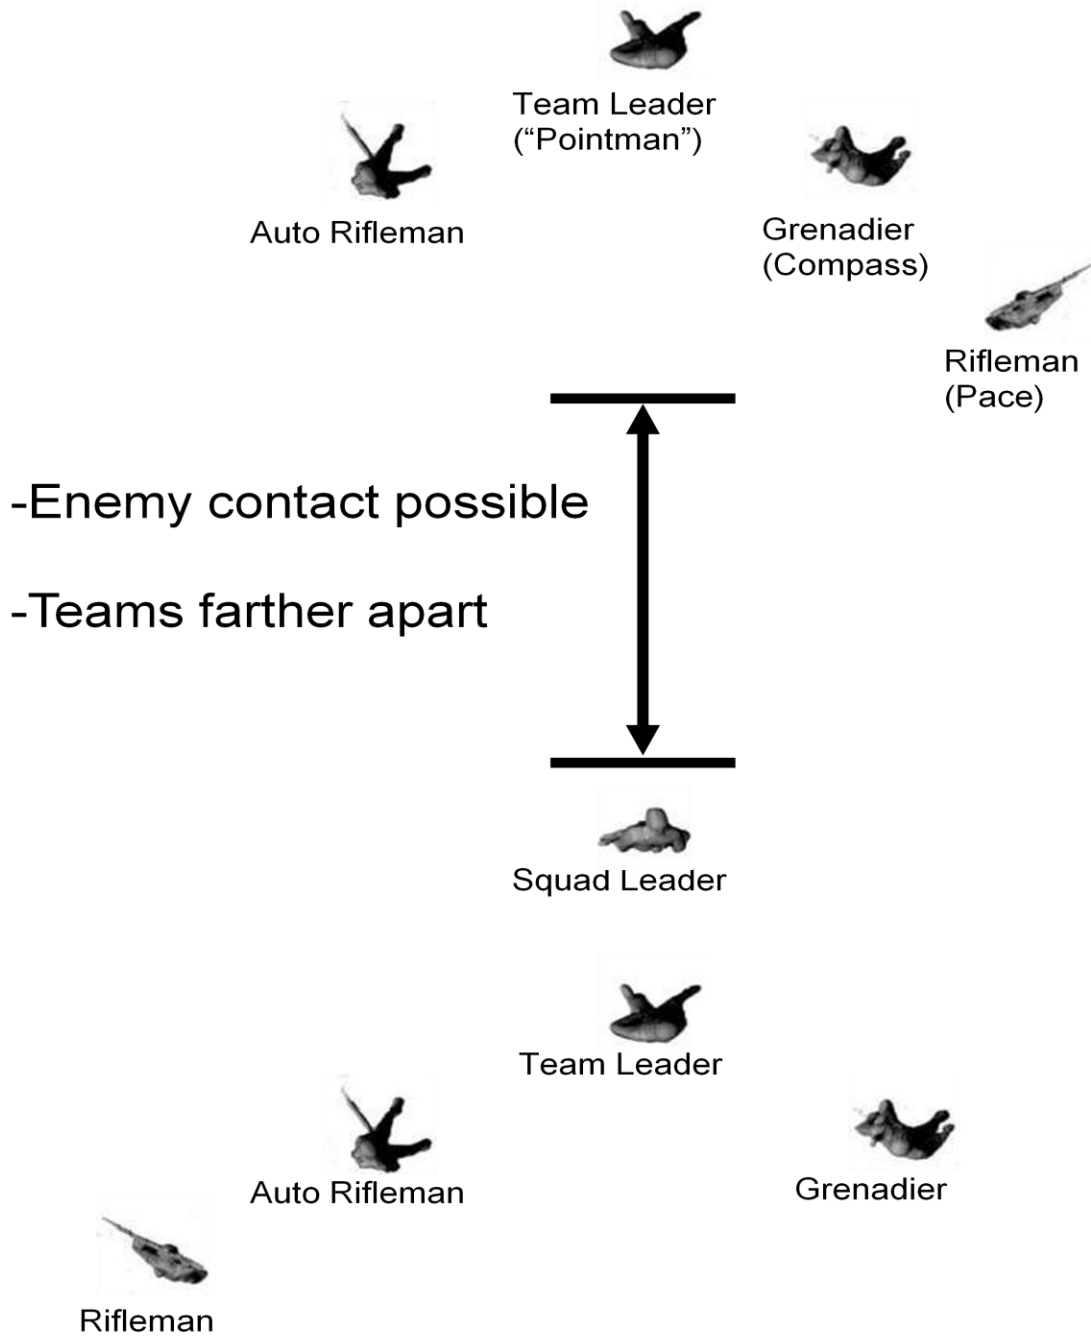 Team Leader
(“Pointman”)
Auto Rifleman
Grenadier
(Compass)
Rifleman
(Pace)
-Enemy contact possible
-Teams farther apart
Squad Leader
Team Leader
Auto Rifleman
Grenadier
Rifleman